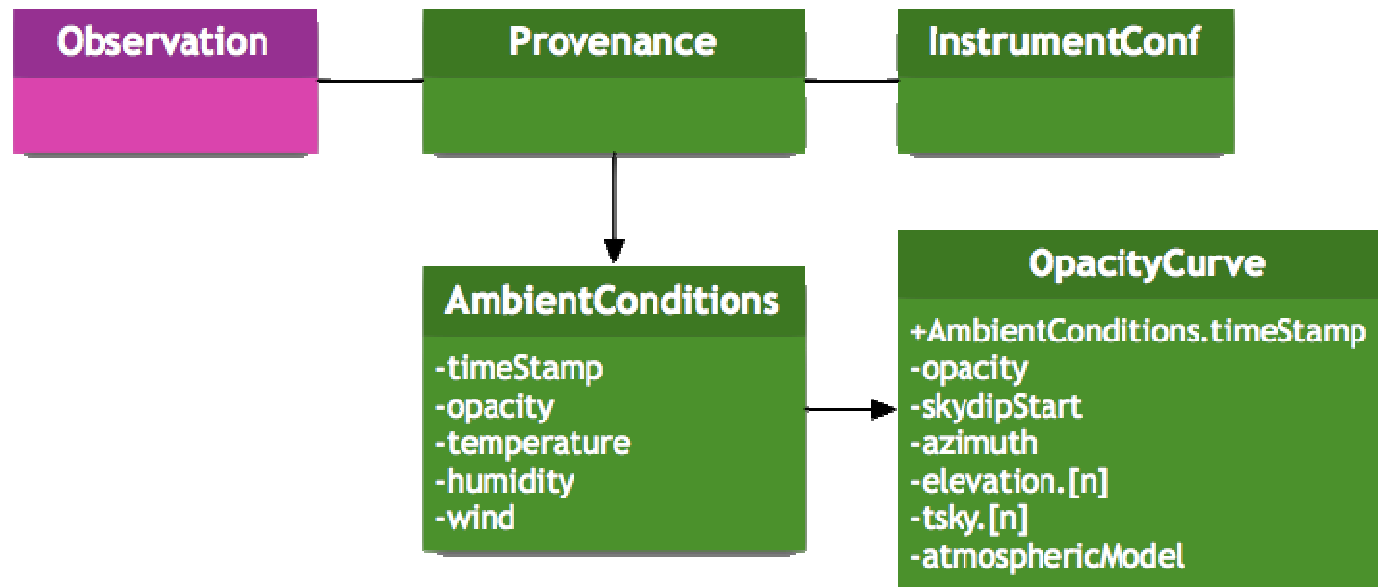 Observation
Provenance
InstrumentConf
AmbientConditions
-timeStamp
-opacity
-temperature
-humidity
-wind
OpacityCurve
+AmbientConditions.timeStamp
-opacity
-skydipStart
-azimuth
-elevation.[n]
-tsky.[n]
-atmosphericModel